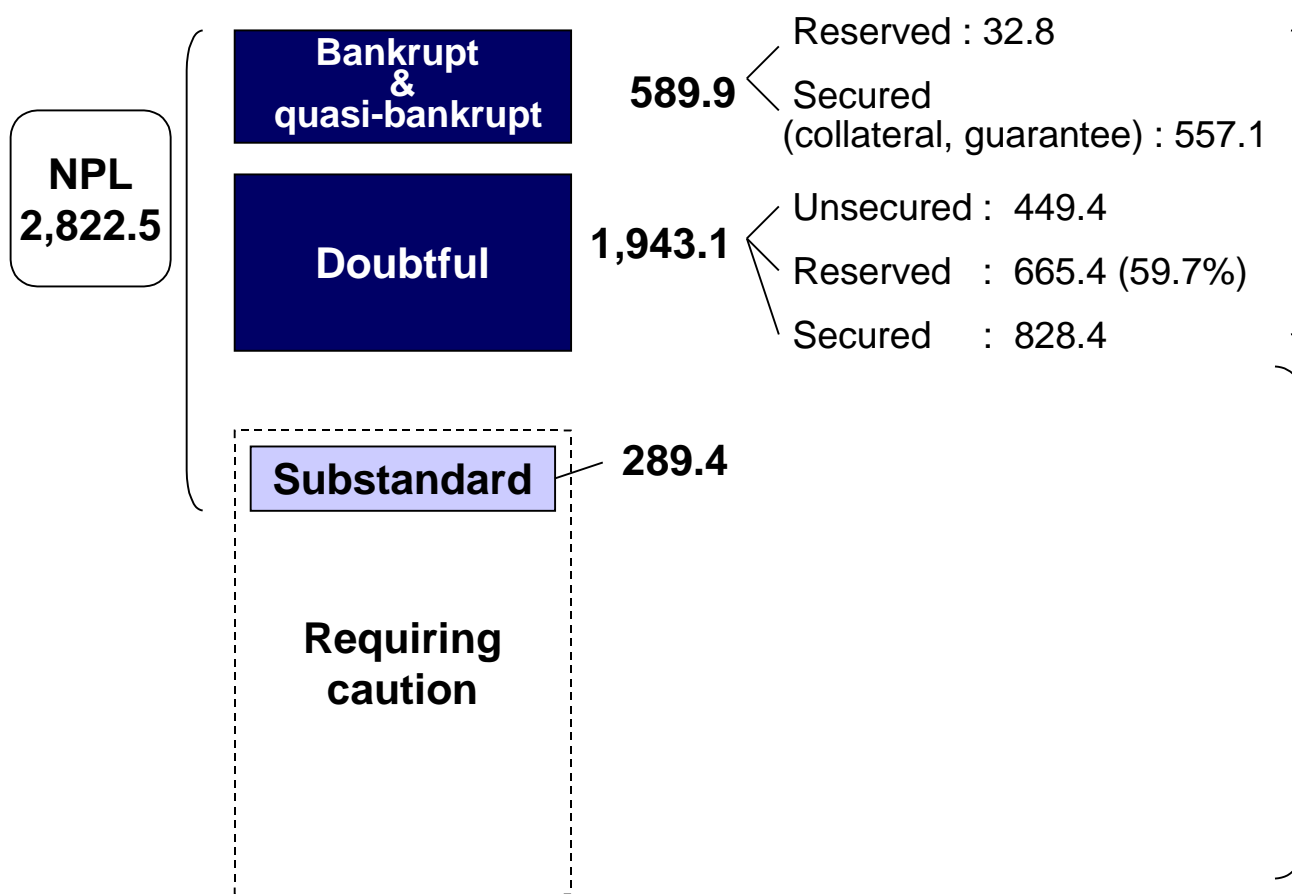 NPL
2,822.5
Bankrupt
&
quasi-bankrupt
589.9
Reserved : 32.8
Secured
(collateral, guarantee) : 557.1
Doubtful
1,943.1
Unsecured : 449.4
Reserved : 665.4 (59.7%)
Secured : 828.4
Substandard
289.4
Requiring
caution